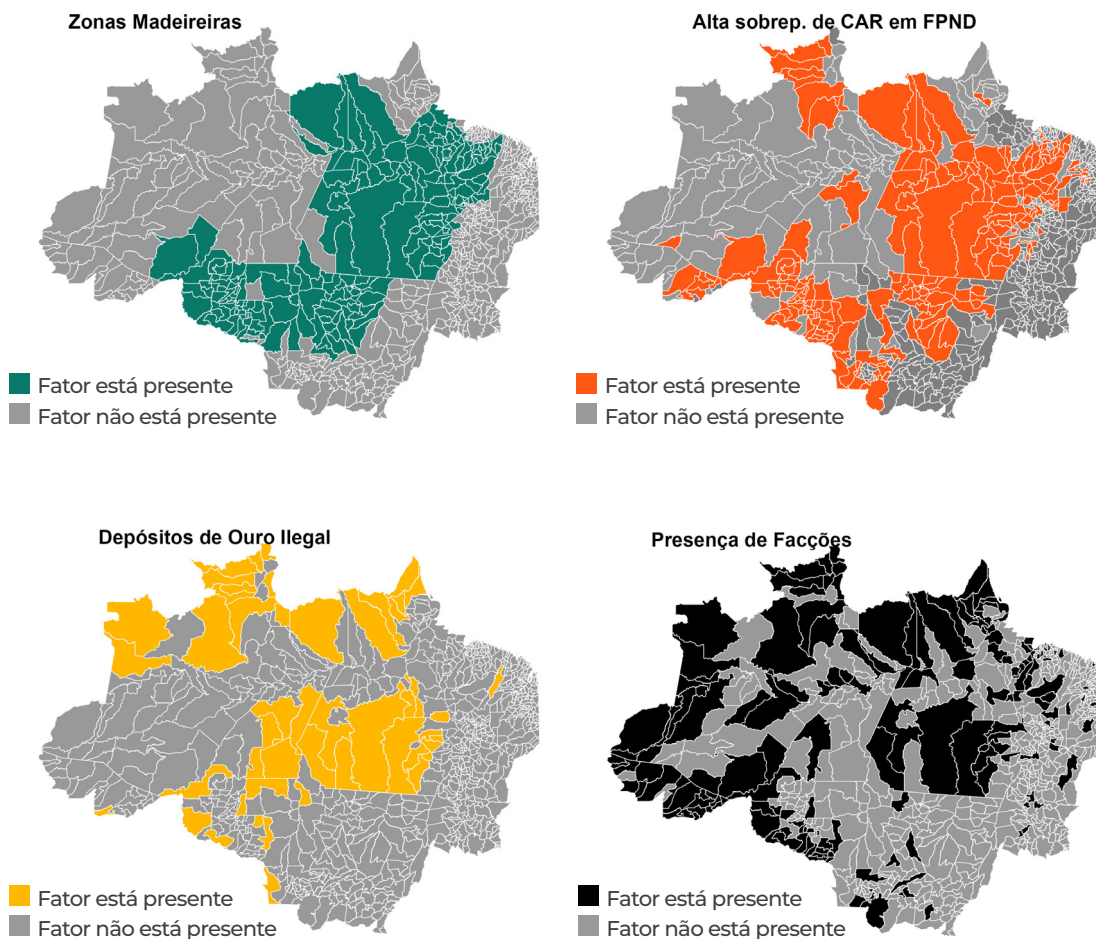 Zonas Madeireiras
Alta sobrep. de CAR em FPND
Fator está presente
Fator não está presente
Fator está presente
Fator não está presente
Depósitos de Ouro Ilegal
Presença de Facções
Fator está presente
Fator não está presente
Fator está presente
Fator não está presente